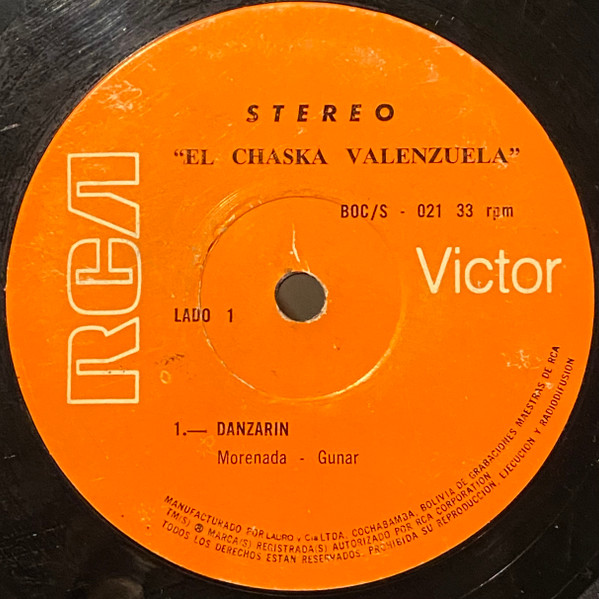 STEREO
“EL CHASKA VALENZUELA”
BOC/S - 021 33 rpm
RCA
Victor
LADO 1
1.— DANZARIN
Morenada - Gunar
MANUFACTURADO POR LAURO y Cia LTDA. COCHABAMBA, BOLIVIA DE GRABACIONES MAESTRAS DE RCA
TM(S) ® MARCA(S) REGISTRADA(S) AUTORIZADO POR RCA CORPORATION
TODOS LOS DERECHOS ESTAN RESERVADOS. PROHIBIDA SU REPRODUCCION, EJECUCION Y RADIODIFUSION